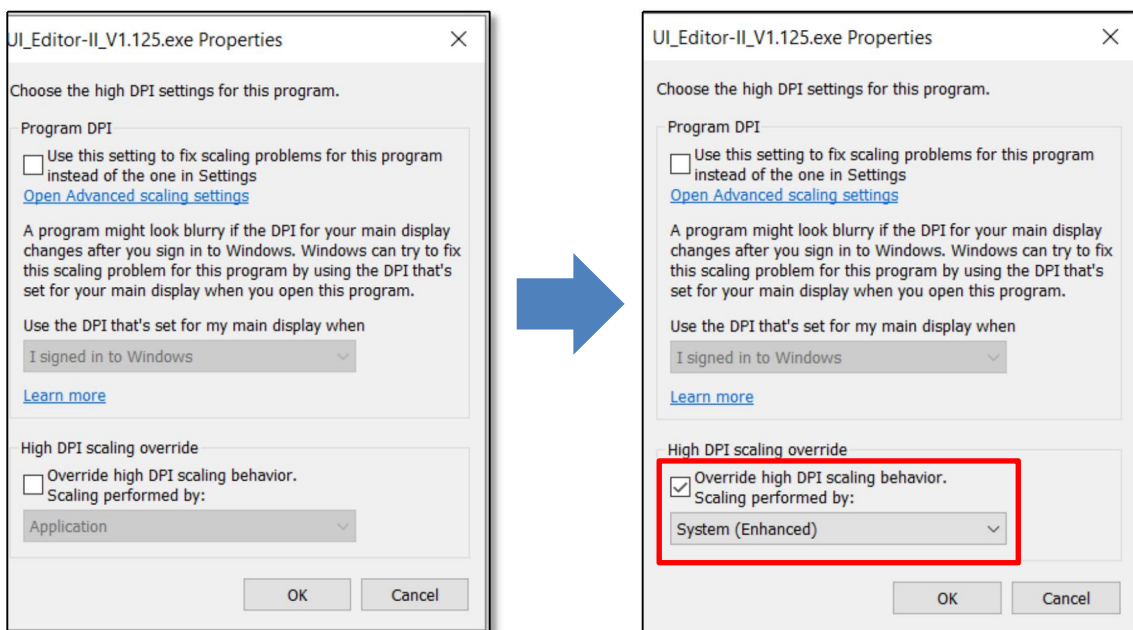 UI_Editor-II_V1.125.exe Properties
Choose the high DPI settings for this program.
Program DPI
Use this setting to fix scaling problems for this program
instead of the one in Settings
Open Advanced scaling settings
A program might look blurry if the DPI for your main display
changes after you sign in to Windows. Windows can try to fix
this scaling problem for this program by using the DPI that's
set for your main display when you open this program.
Use the DPI that's set for my main display when
I signed in to Windows
Learn more
High DPI scaling override
Override high DPI scaling behavior.
Scaling performed by:
Application
OK
Cancel
UI_Editor-II_V1.125.exe Properties
Choose the high DPI settings for this program.
Program DPI
Use this setting to fix scaling problems for this program
instead of the one in Settings
Open Advanced scaling settings
A program might look blurry if the DPI for your main display
changes after you sign in to Windows. Windows can try to fix
this scaling problem for this program by using the DPI that's
set for your main display when you open this program.
Use the DPI that's set for my main display when
I signed in to Windows
Learn more
High DPI scaling override
Override high DPI scaling behavior.
Scaling performed by:
System (Enhanced)
OK
Cancel